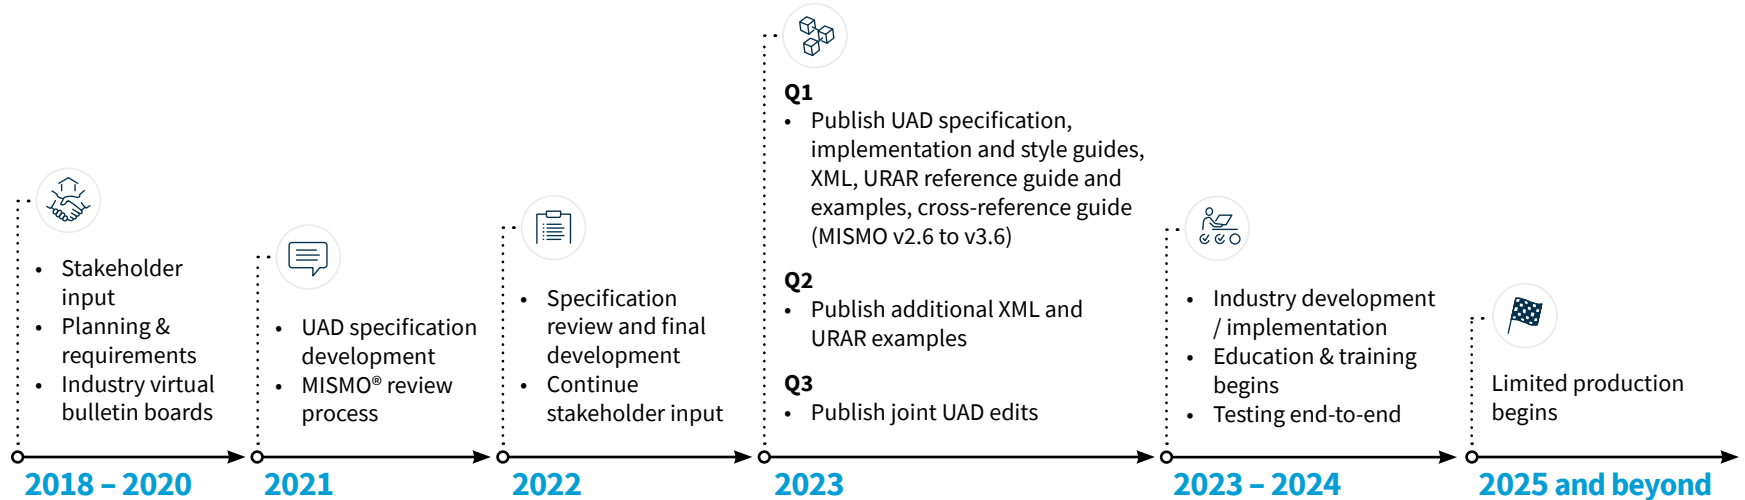 • Stakeholder
input
• Planning &
requirements
• Industry virtual
bulletin boards
2018 – 2020
• UAD specification
development
• MISMO® review
process
2021
• Specification
review and final
development
• Continue
stakeholder input
2022
Q1
• Publish UAD specification,
implementation and style guides,
XML, URAR reference guide and
examples, cross-reference guide
(MISMO v2.6 to v3.6)
Q2
• Publish additional XML and
URAR examples
Q3
• Publish joint UAD edits
2023
• Industry development
/ implementation
• Education & training
begins
• Testing end-to-end
2023 – 2024
Limited production
begins
2025 and beyond